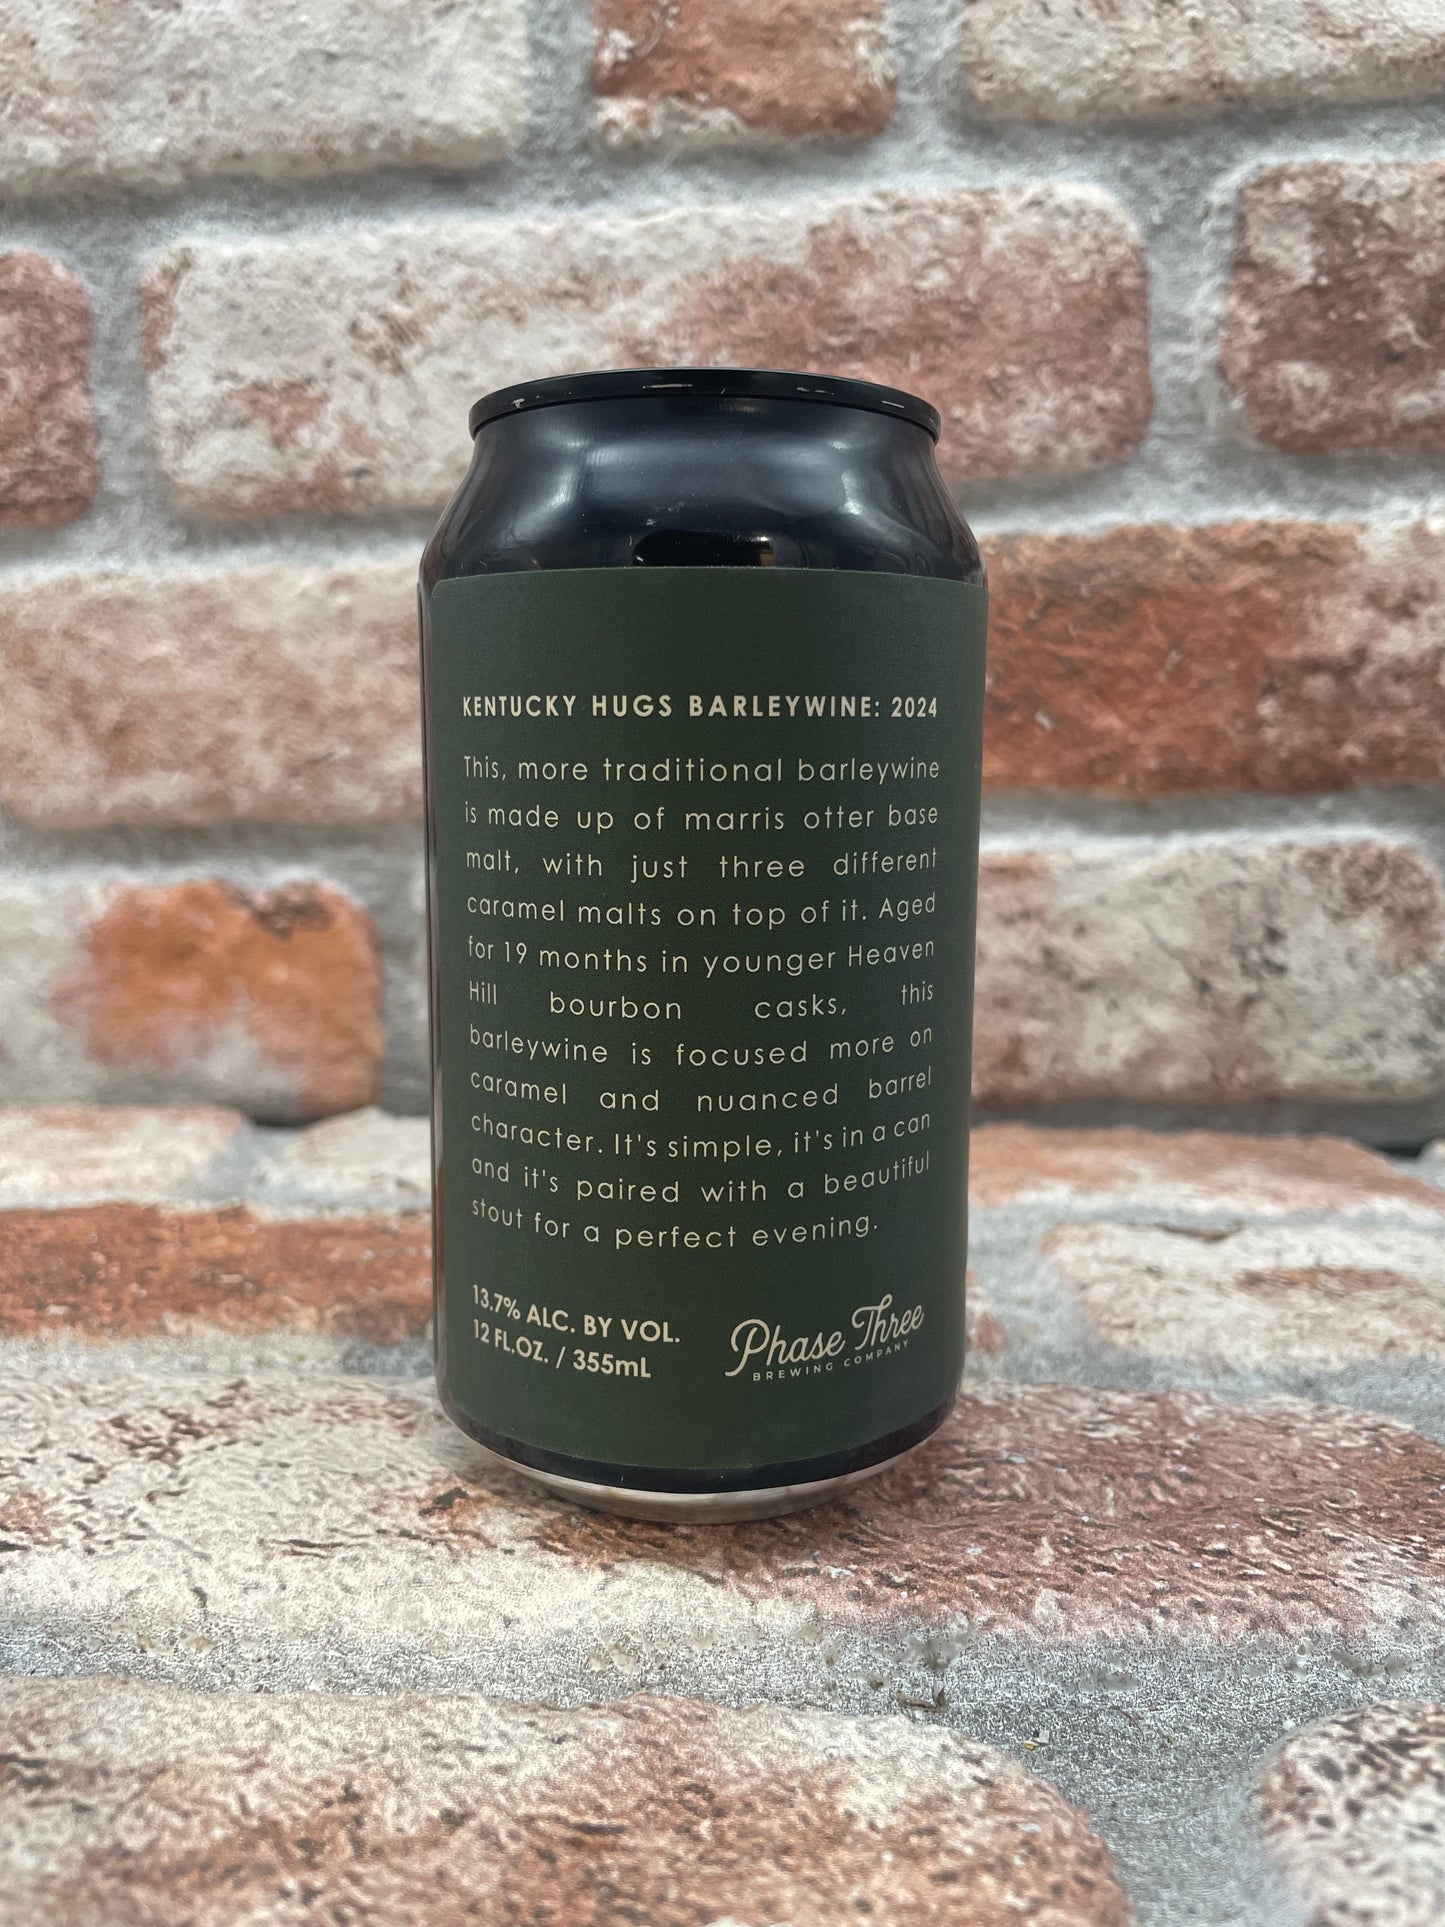 KENTUCKY HUGS BARLEYWINE: 2024
This, more traditional barleywine
is made up of marris otter base
malt, with just three different
caramel malts on top of it. Aged
for 19 months in younger Heaven
Hill bourbon casks, this
barleywine is focused more on
caramel and nuanced barrel
character. It's simple, it's in a can
and it's paired with a beautiful
stout for a perfect evening.
13.7% ALC. BY VOL.
12 FL.OZ. / 355mL
Phase Three
BREWING COMPANY